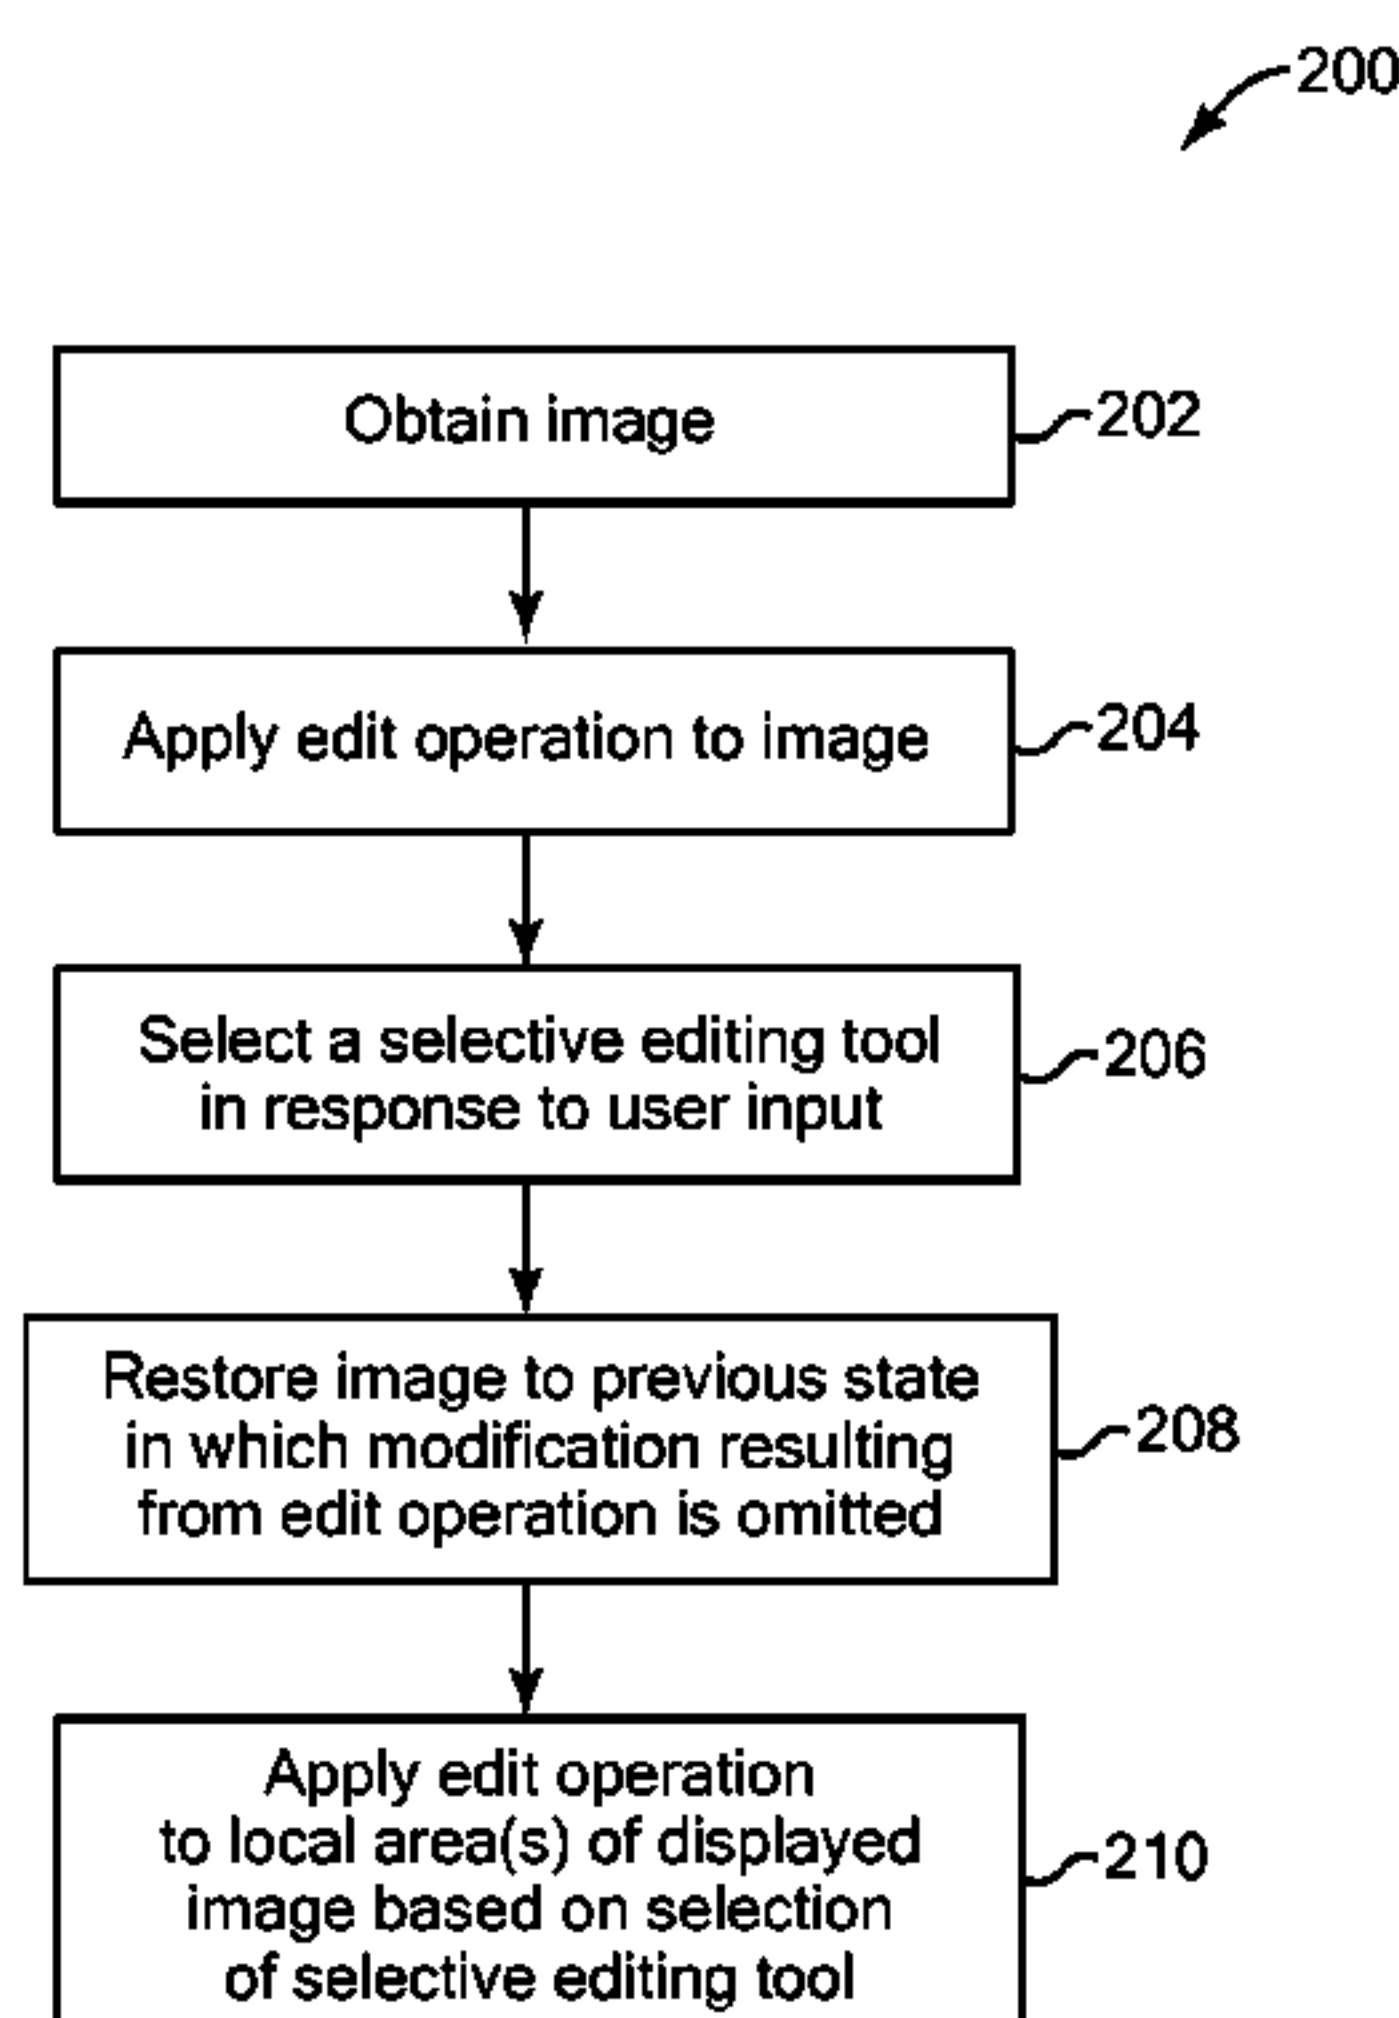 200
Obtain image
202
Apply edit operation to image
204
Select a selective editing tool
in response to user input
206
Restore image to previous state
in which modification resulting
from edit operation is omitted
208
Apply edit operation
to local area(s) of displayed
image based on selection
of selective editing tool
210